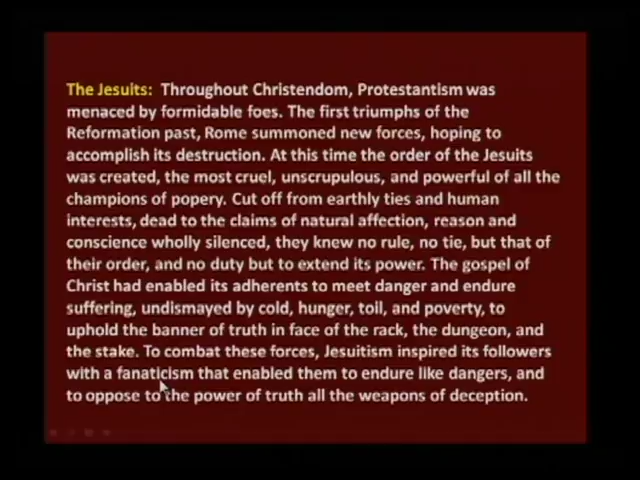 The Jesuits: Throughout Christendom, Protestantism was
menaced by formidable foes. The first triumphs of the
Reformation past, Rome summoned new forces, hoping to
accomplish its destruction. At this time the order of the Jesuits
was created, the most cruel, unscrupulous, and powerful of all the
champions of popery. Cut off from earthly ties and human
interests, dead to the claims of natural affection, reason and
conscience wholly silenced, they knew no rule, no tie, but that of
their order, and no duty but to extend its power. The gospel of
Christ had enabled its adherents to meet danger and endure
suffering, undismayed by cold, hunger, toil, and poverty, to
uphold the banner of truth in face of the rack, the dungeon, and
the stake. To combat these forces, Jesuitism inspired its followers
with a fanaticism that enabled them to endure like dangers, and
to oppose to the power of truth all the weapons of deception.